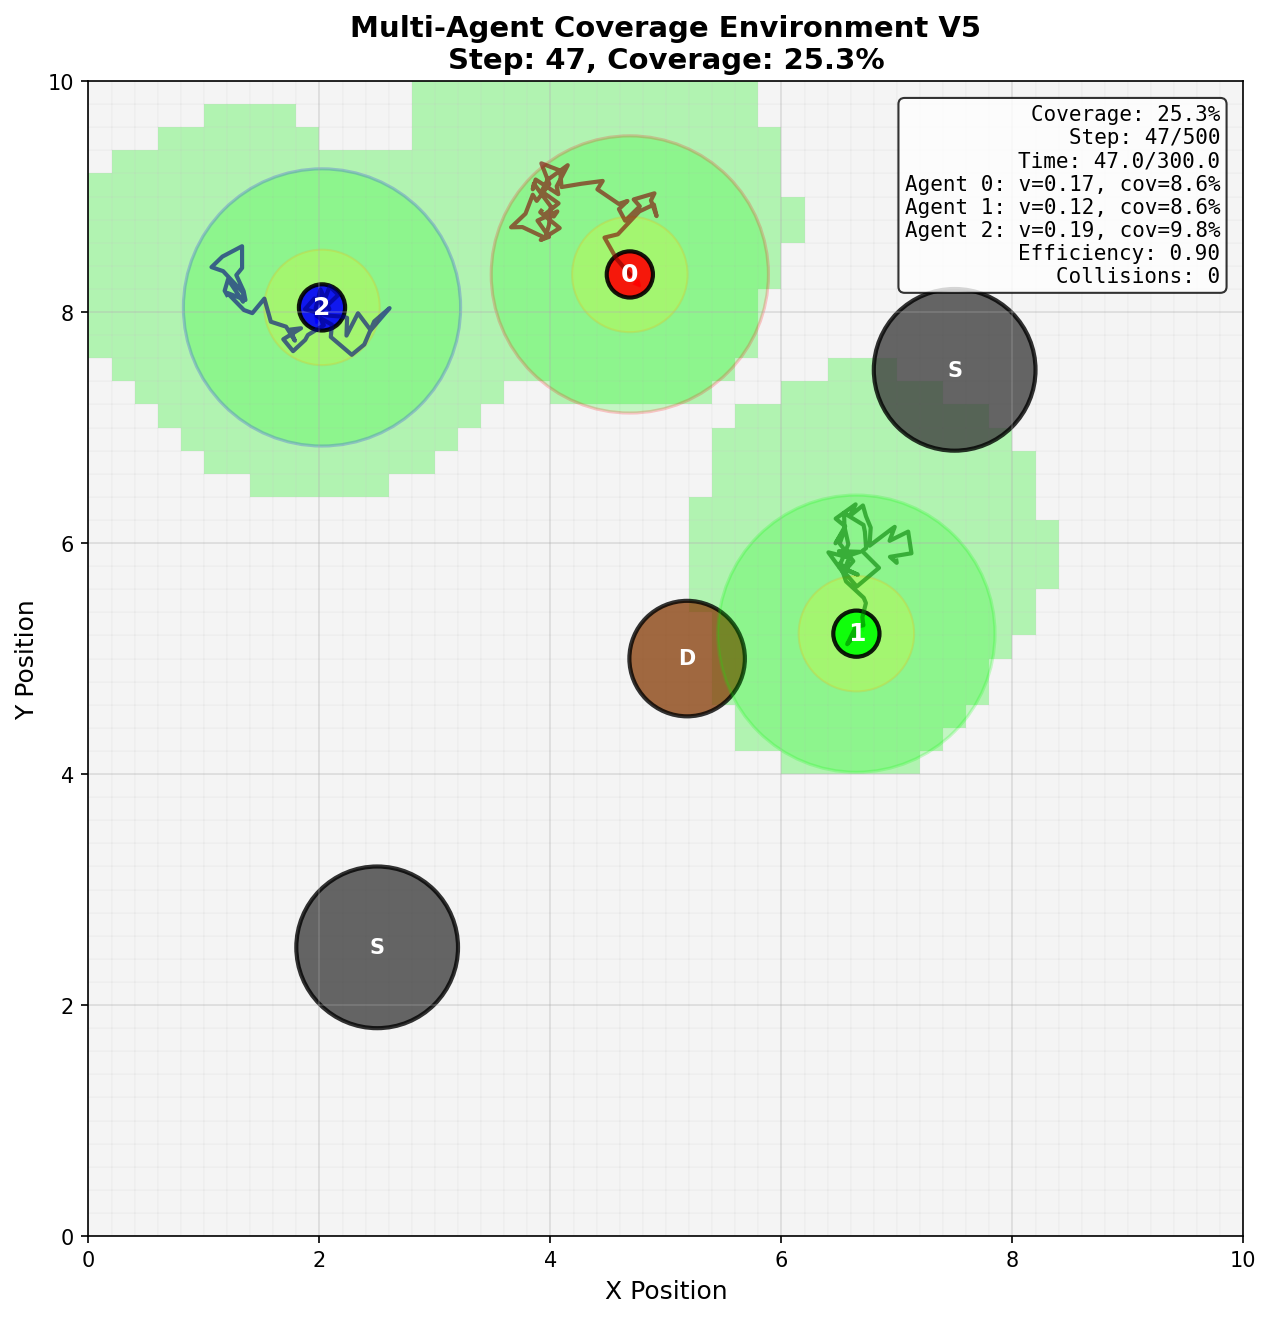 Multi-Agent Coverage Environment V5
Step: 47, Coverage: 25.3%
Coverage: 25.3%
Step: 47/500
Time: 47.0/300.0
Agent 0: v=0.17, cov=8.6%
Agent 1: v=0.12, cov=8.6%
Agent 2: v=0.19, cov=9.8%
Efficiency: 0.90
Collisions: 0
10
8
6
4
2
0
Y Position
2
0
S
1
D
S
0
2
4
6
8
10
X Position